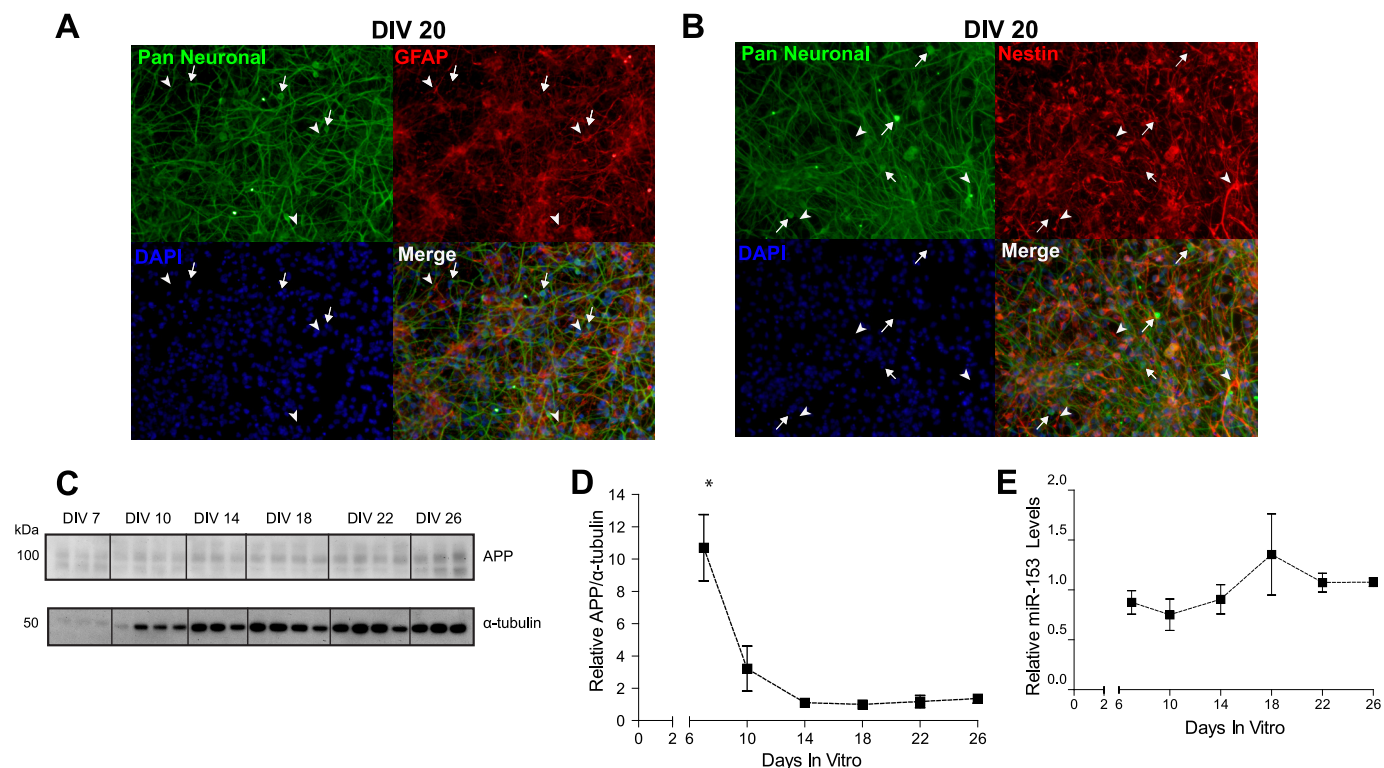 A
DIV 20
Pan Neuronal
GFAP
DAPI
Merge
B
DIV 20
Pan Neuronal
Nestin
DAPI
Merge
C
DIV 7 DIV 10 DIV 14 DIV 18 DIV 22 DIV 26
kDa
100
APP
50
α-tubulin
D
*
Relative APP/α-tubulin
14
12
10
8
6
4
2
0
0 2 6 10 14 18 22 26
Days In Vitro
E
Relative miR-153 Levels
2.0
1.5
1.0
0.5
0.0
0 2 6 10 14 18 22 26
Days In Vitro